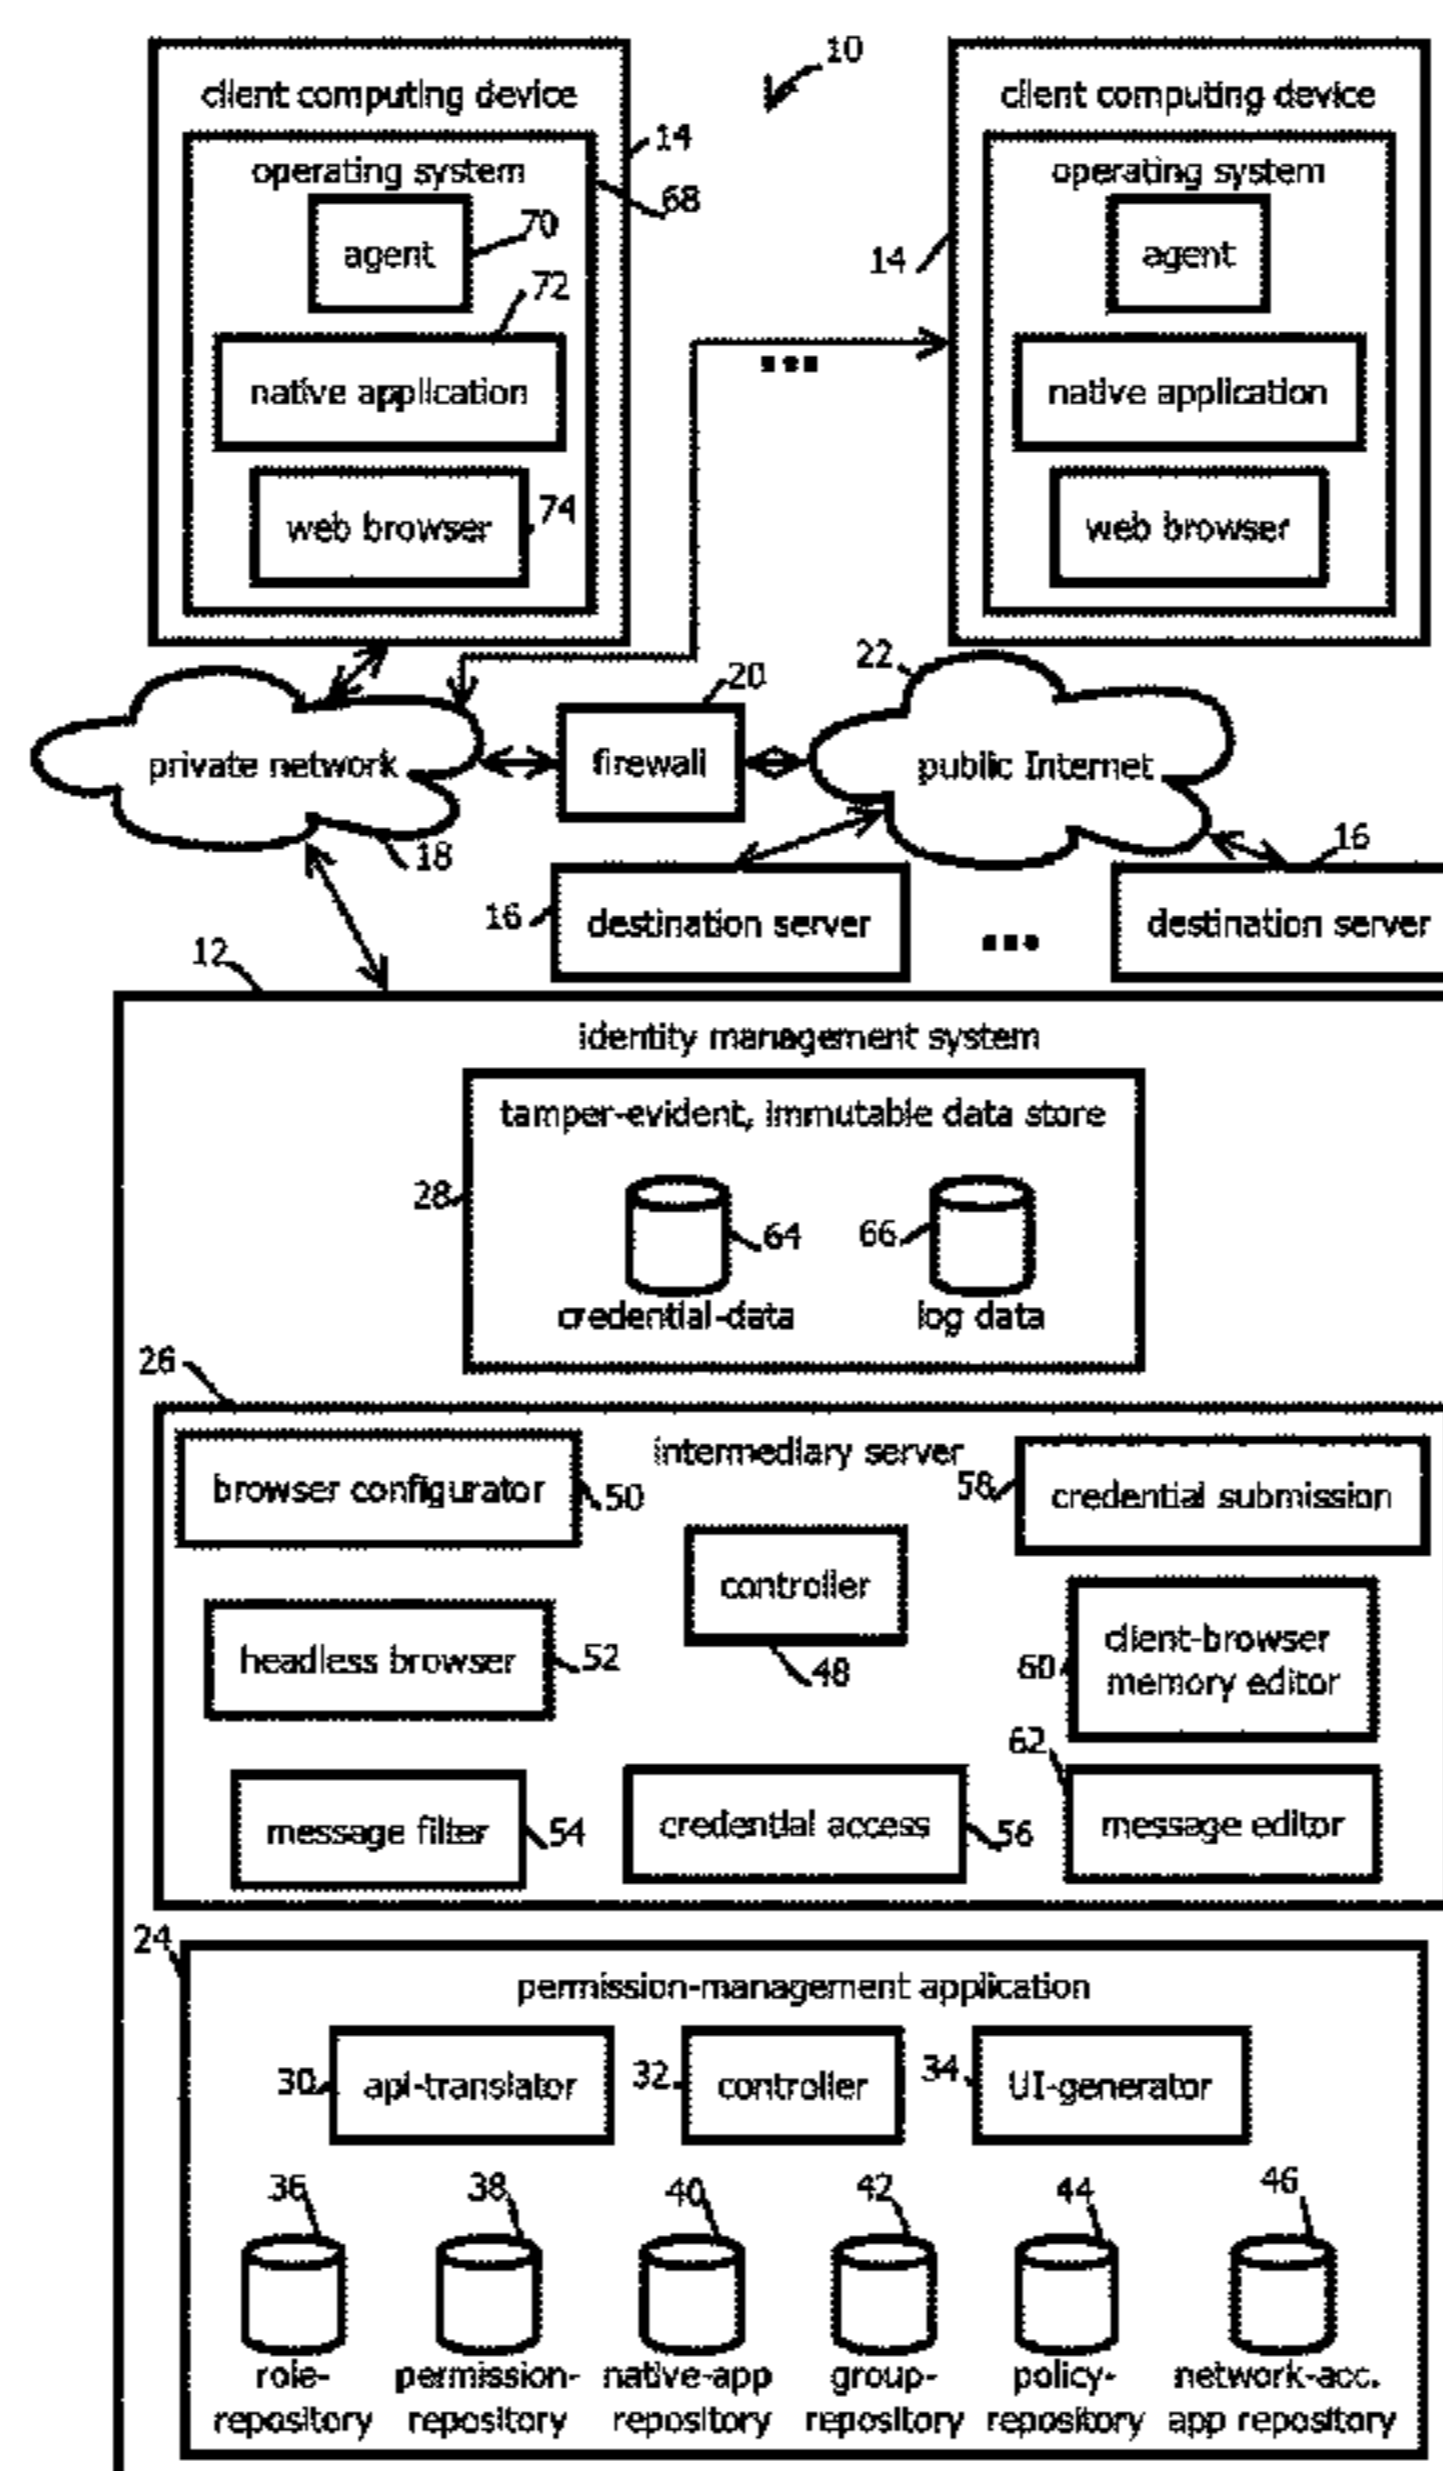 10
client computing device
client computing device
14
operating system
operating system
68
70
agent
agent
14
72
native application
native application
74
web browser
web browser
22
20
private network
firewall
public Internet
18
16
16
destination server
...
destination server
12
identity management system
tamper-evident, immutable data store
28
64
66
credential-data
log data
26
intermediary server
browser configurator
50
58
credential submission
controller
48
headless browser
52
client-browser
memory editor
60
62
message filter
54
credential access
56
message editor
24
permission-management application
30
api-translator
32
controller
34
UI-generator
36
38
40
42
44
46
role-
repository
permission-
repository
native-app
repository
group-
repository
policy-
repository
network-acc.
app repository